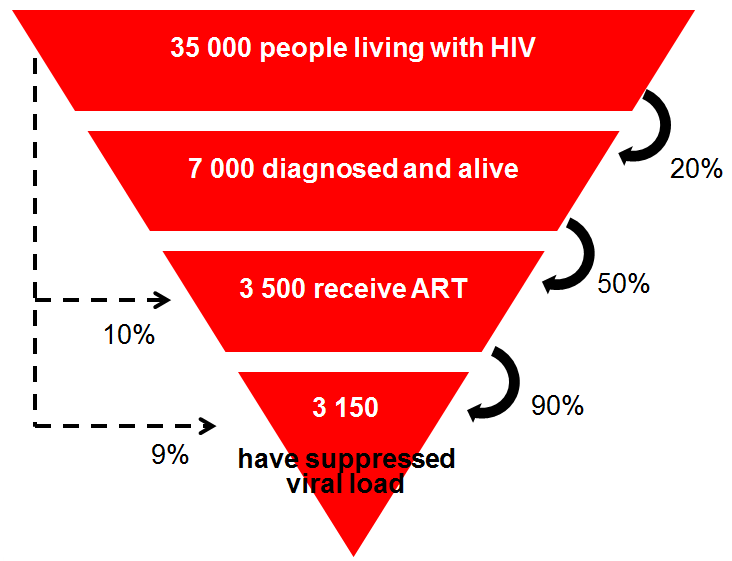 35 000 people living with HIV
20%
7 000 diagnosed and alive
50%
3 500 receive ART
10%
90%
3 150
9%
have suppressed
viral load